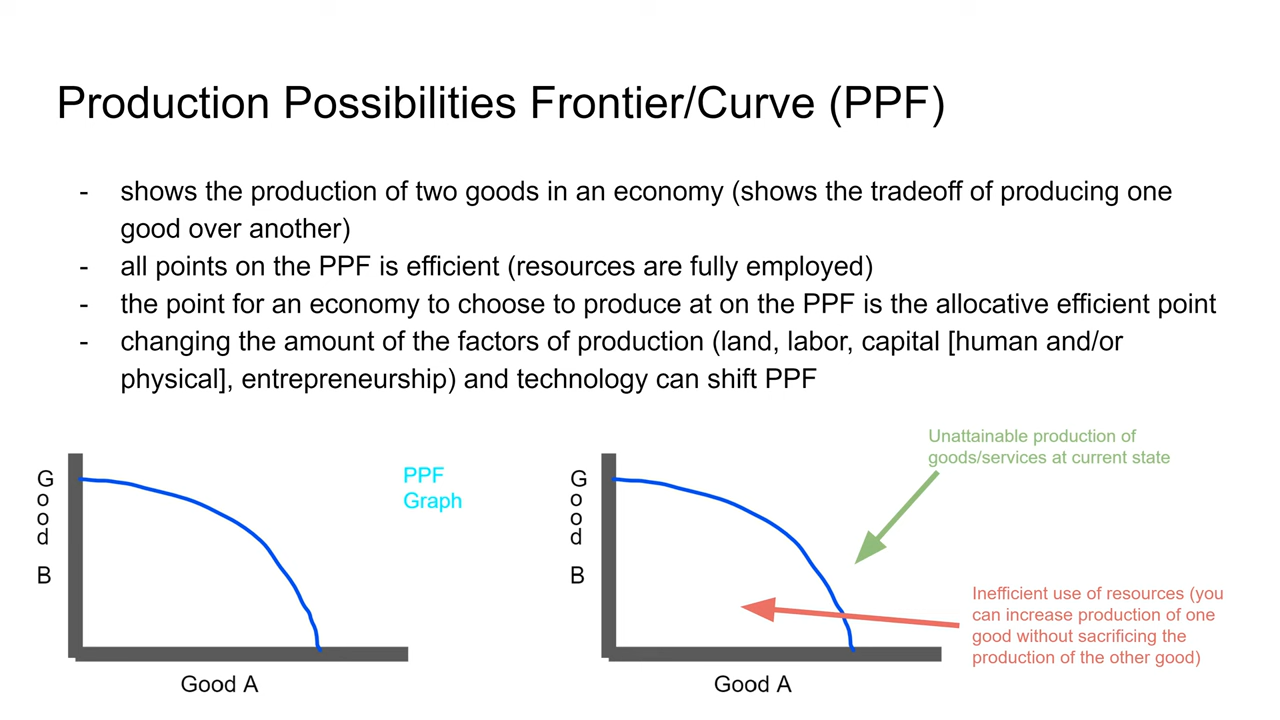 Production Possibilities Frontier/Curve (PPF)
- shows the production of two goods in an economy (shows the tradeoff of producing one
good over another)
- all points on the PPF is efficient (resources are fully employed)
- the point for an economy to choose to produce at on the PPF is the allocative efficient point
- changing the amount of the factors of production (land, labor, capital [human and/or
physical], entrepreneurship) and technology can shift PPF
Good B
PPF
Graph
Good A
Good B
Unattainable production of
goods/services at current state
Inefficient use of resources (you
can increase production of one
good without sacrificing the
production of the other good)
Good A